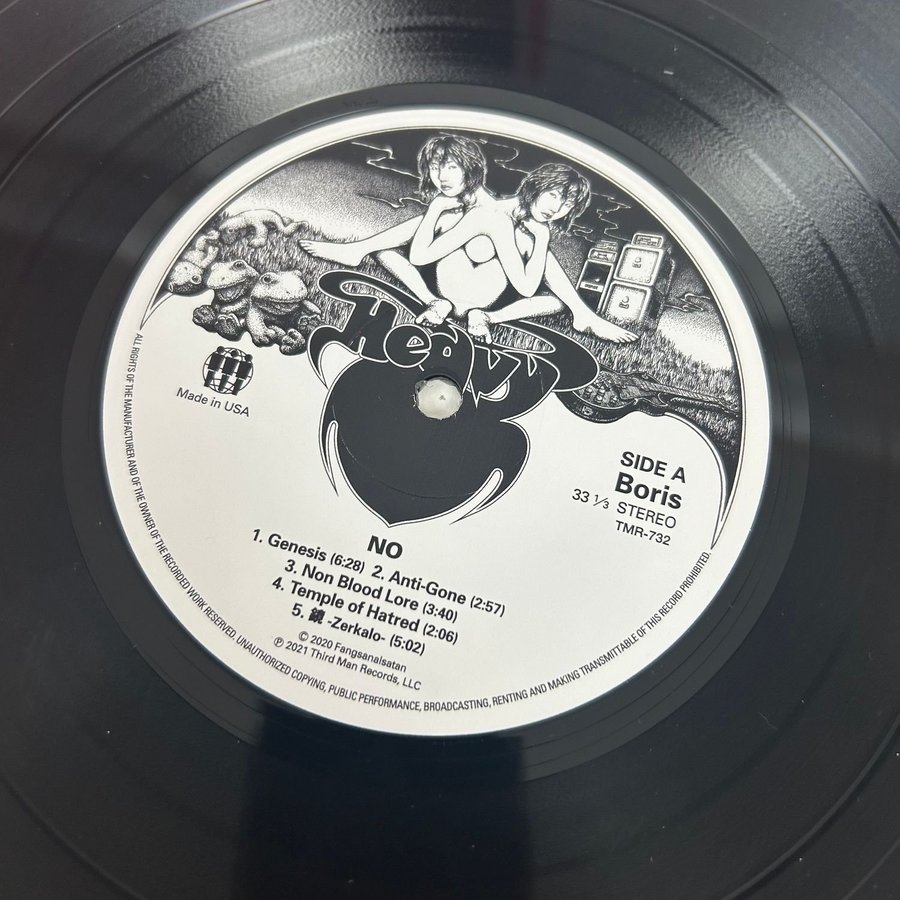 Heavy
Made in USA
SIDE A
Boris
33 1/3 STEREO
TMR-732
NO
1. Genesis (6:28) 2. Anti-Gone (2:57)
3. Non Blood Lore (3:40)
4. Temple of Hatred (2:06)
5. 鏡 -Zerkalo- (5:02)
© 2020 Fangsanalsatan
℗ 2021 Third Man Records, LLC
ALL RIGHTS OF THE MANUFACTURER AND OF THE OWNER OF THE RECORDED WORK RESERVED. UNAUTHORIZED COPYING, PUBLIC PERFORMANCE, BROADCASTING, RENTING AND MAKING TRANSMITTABLE OF THIS RECORD PROHIBITED.